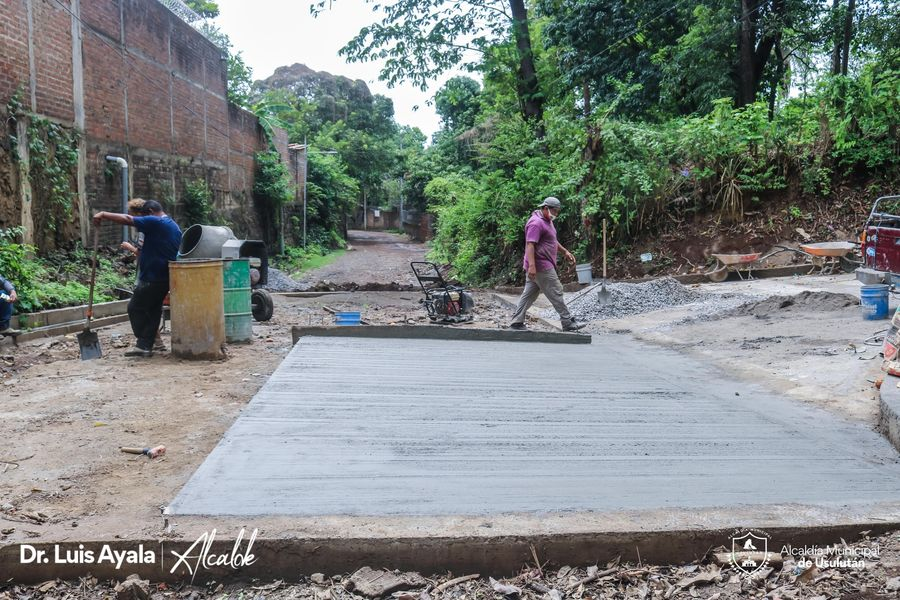 Dr. Luis Ayala | Alcalde
Alcaldía Municipal
de Usulután